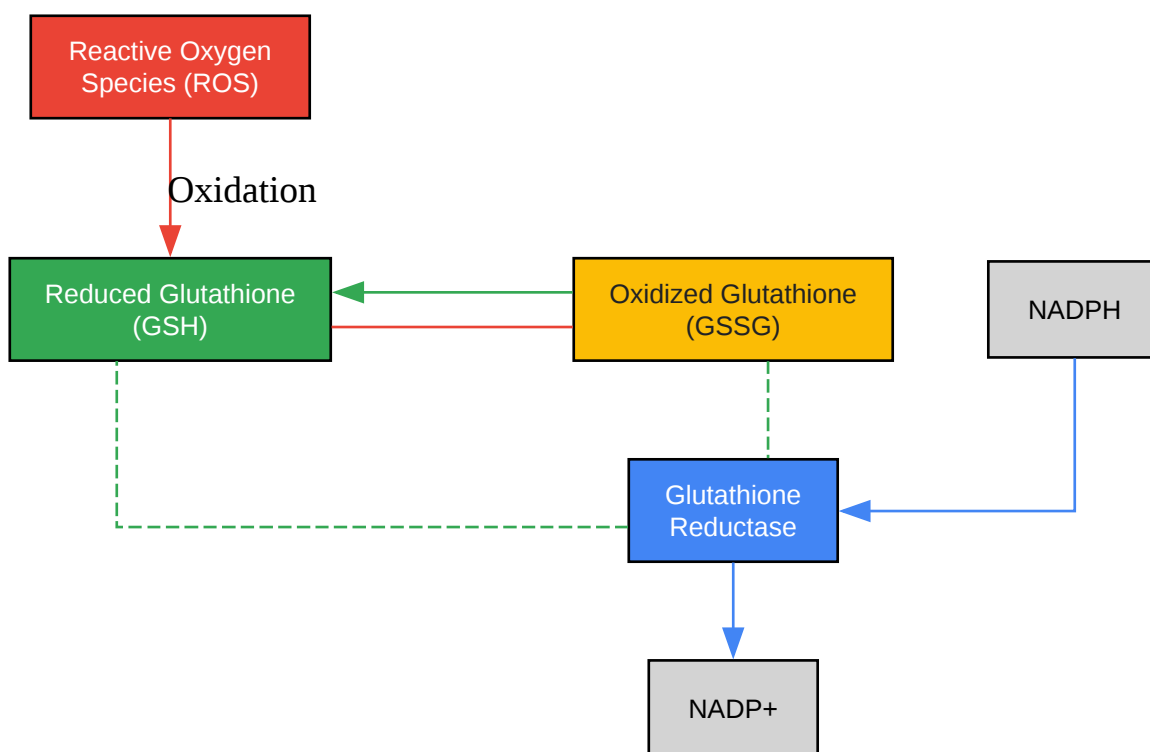 Reactive Oxygen
Species (ROS)
Oxidation
Reduced Glutathione
(GSH)
Oxidized Glutathione
(GSSG)
NADPH
Glutathione
Reductase
NADP+